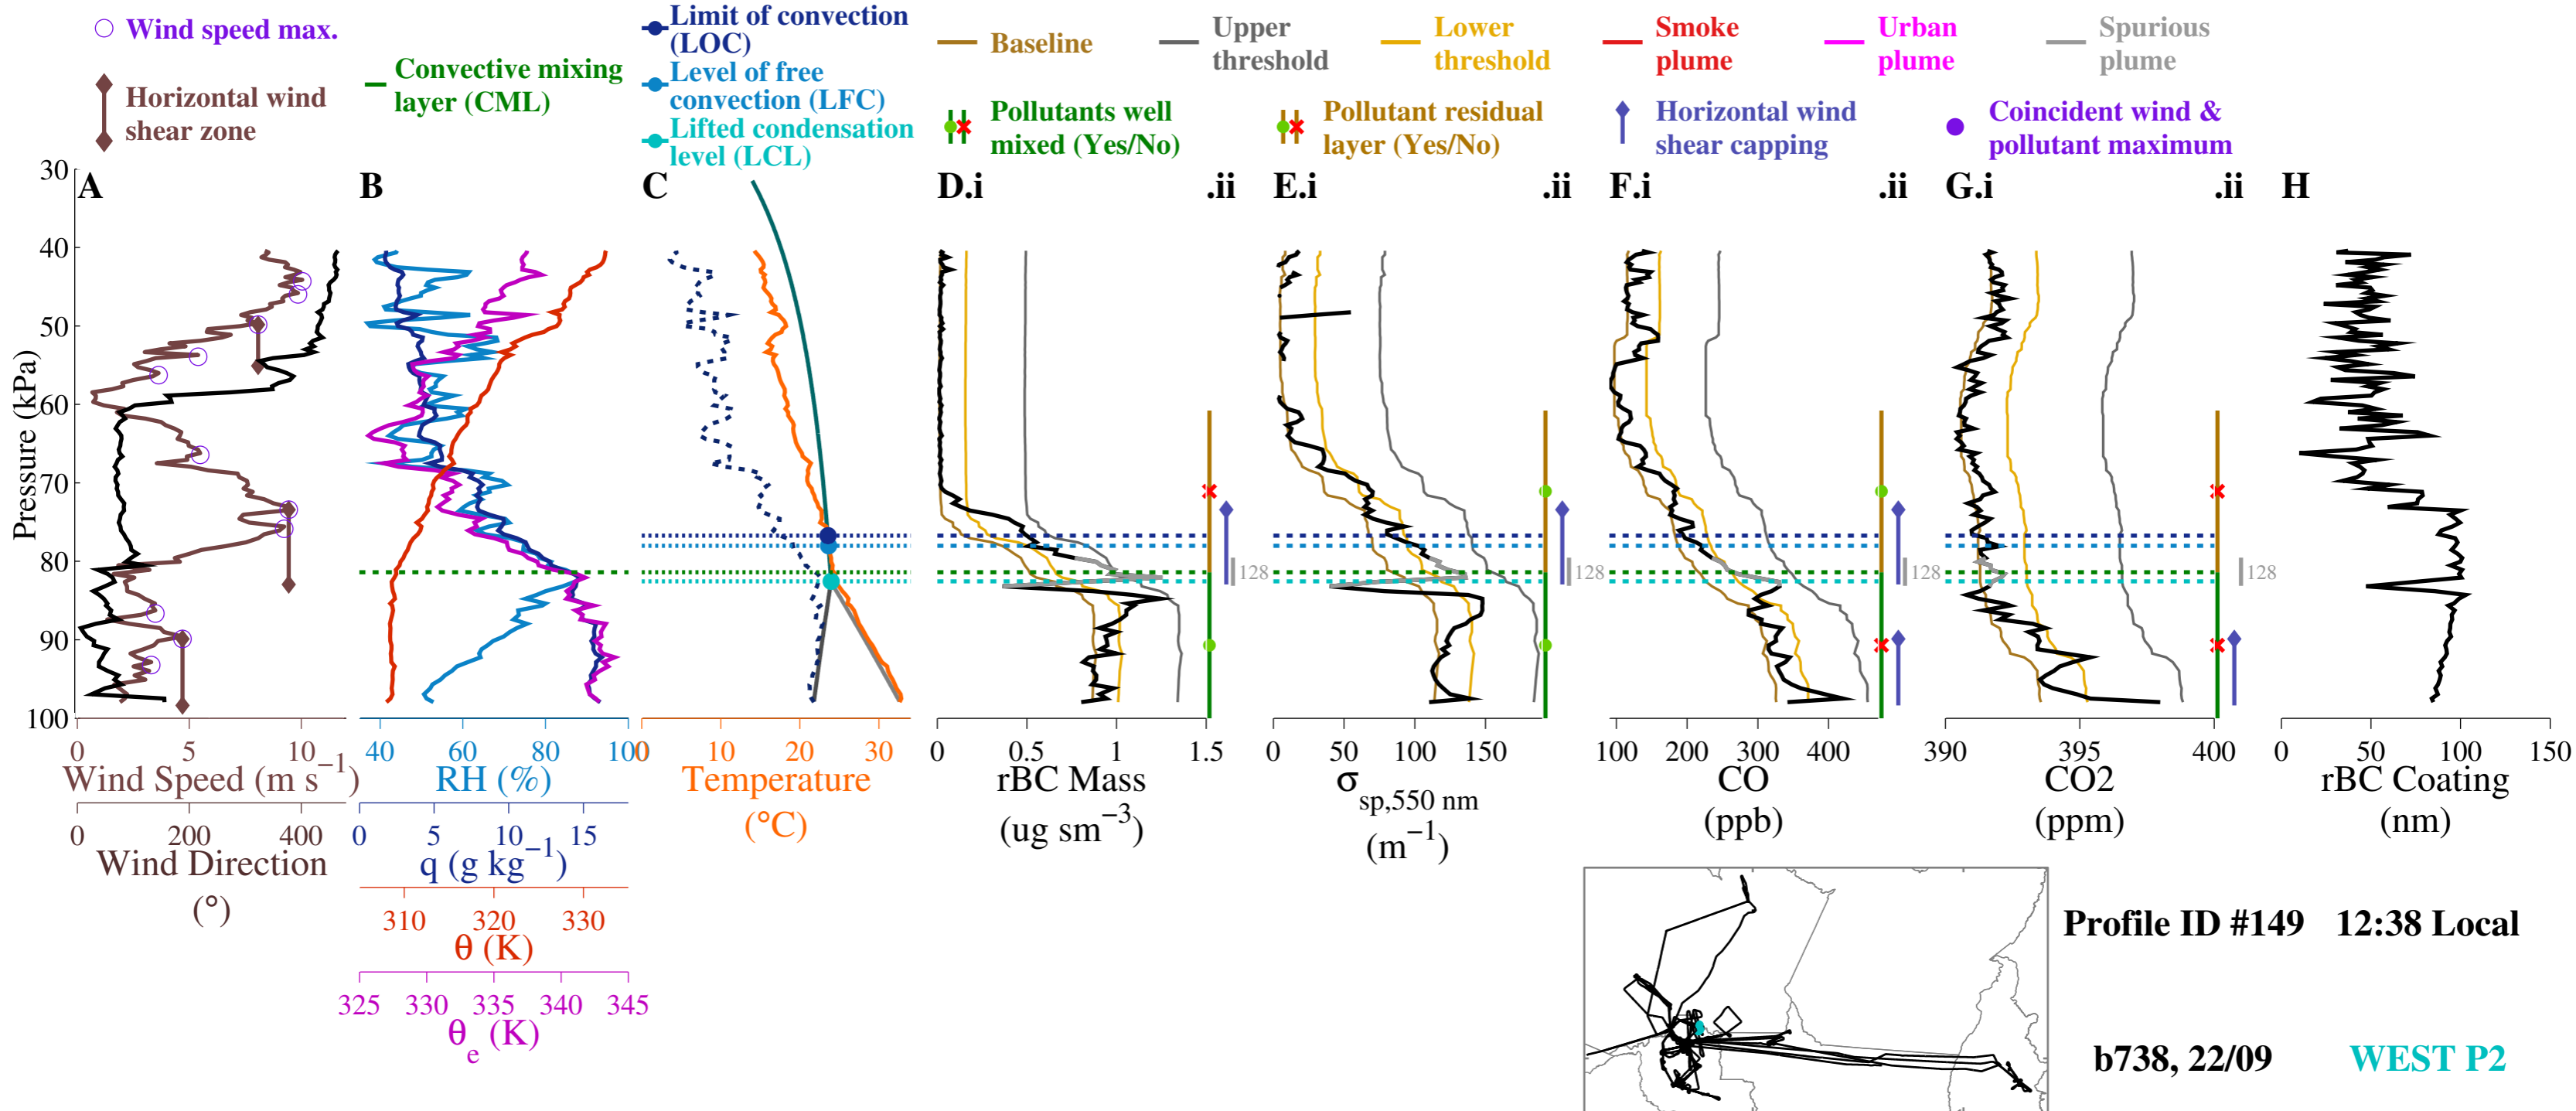 Wind speed max.
Horizontal wind
shear zone
Convective mixing
layer (CML)
Limit of convection
(LOC)
Level of free
convection (LFC)
Lifted condensation
level (LCL)
Baseline
Upper
threshold
Lower
threshold
Smoke
plume
Urban
plume
Spurious
plume
Pollutants well
mixed (Yes/No)
Pollutant residual
layer (Yes/No)
Horizontal wind
shear capping
Coincident wind &
pollutant maximum
A
B
C
D.i
.ii
E.i
.ii
F.i
.ii
G.i
.ii
H
Pressure (kPa)
30
40
50
60
70
80
90
100
128
128
128
128
0 5 10
Wind Speed (m s−1)
0 200 400
Wind Direction
(°)
40 60 80 100
RH (%)
0 5 10 15
q (g kg−1)
310 320 330
θ (K)
325 330 335 340 345
θe (K)
0 10 20 30
Temperature
(°C)
0 0.5 1 1.5
rBC Mass
(ug sm−3)
0 50 100 150
σsp,550 nm
(m−1)
100 200 300 400
CO
(ppb)
390 395 400
CO2
(ppm)
0 50 100 150
rBC Coating
(nm)
Profile ID #149 12:38 Local
b738, 22/09 WEST P2